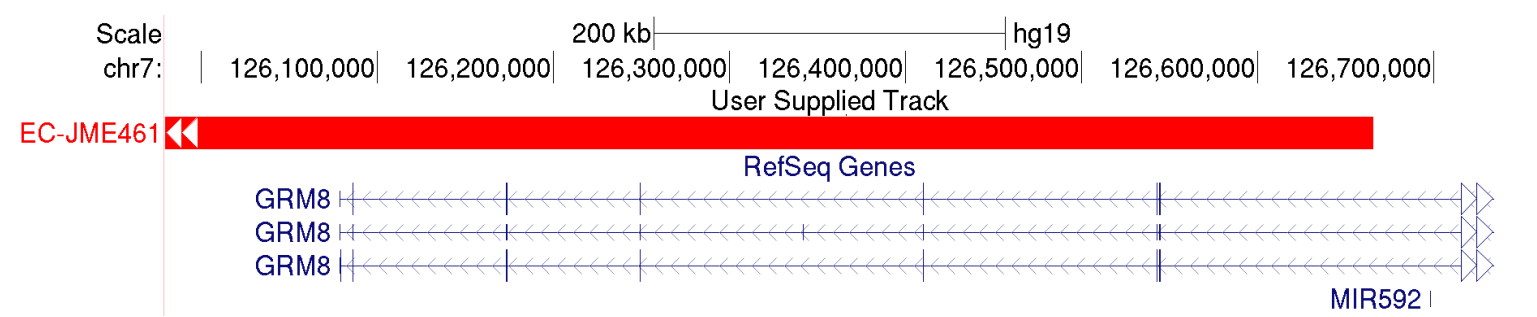 Scale 200 kb hg19
chr7: 126,100,000 126,200,000 126,300,000 126,400,000 126,500,000 126,600,000 126,700,000
User Supplied Track
EC-JME461
RefSeq Genes
GRM8
GRM8
GRM8
MIR592